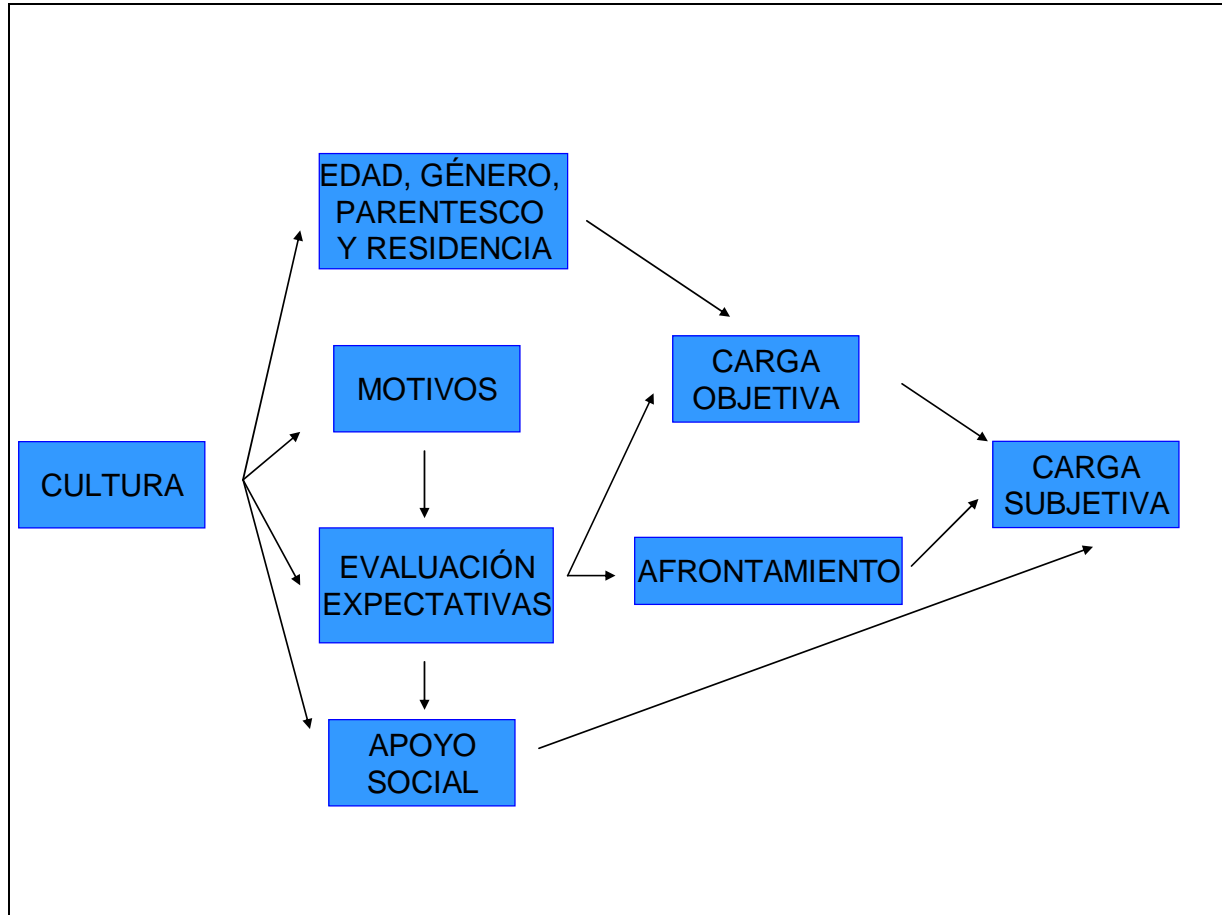 EDAD, GÉNERO,
PARENTESCO
Y RESIDENCIA
MOTIVOS
CARGA
OBJETIVA
CULTURA
CARGA
SUBJETIVA
EVALUACIÓN
EXPECTATIVAS
AFRONTAMIENTO
APOYO
SOCIAL